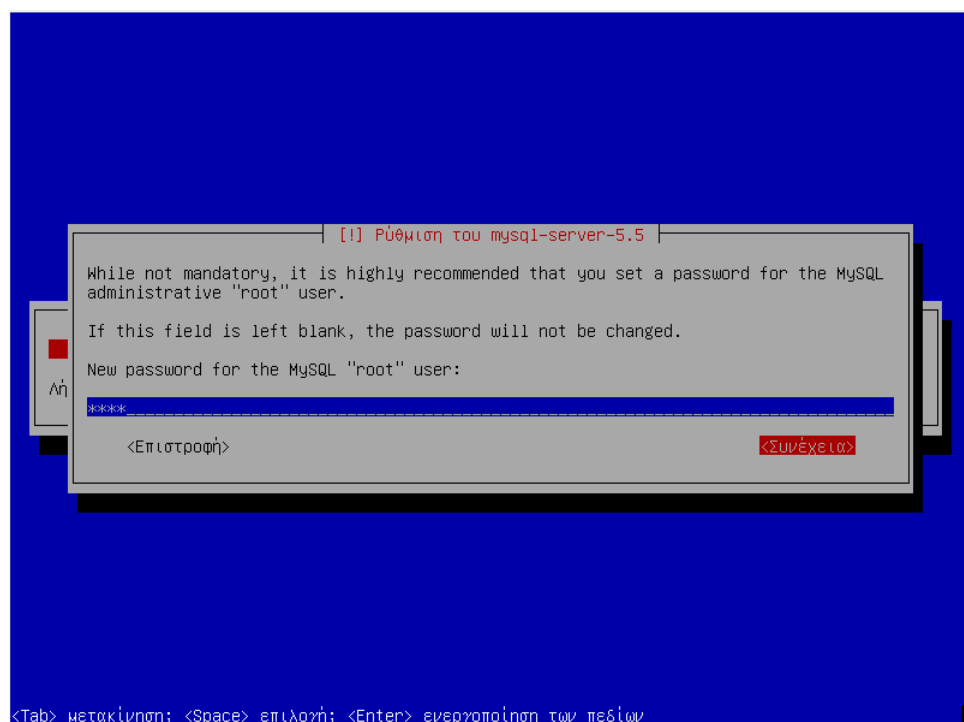 [!] Ρύθμιση του mysql-server-5.5
While not mandatory, it is highly recommended that you set a password for the MySQL
administrative "root" user.
If this field is left blank, the password will not be changed.
New password for the MySQL "root" user:
Λή
****
<Επιστροφή> <Συνέχεια>
<Tab> μετακίνηση; <Space> επιλογή; <Enter> ενεργοποίηση των πεδίων